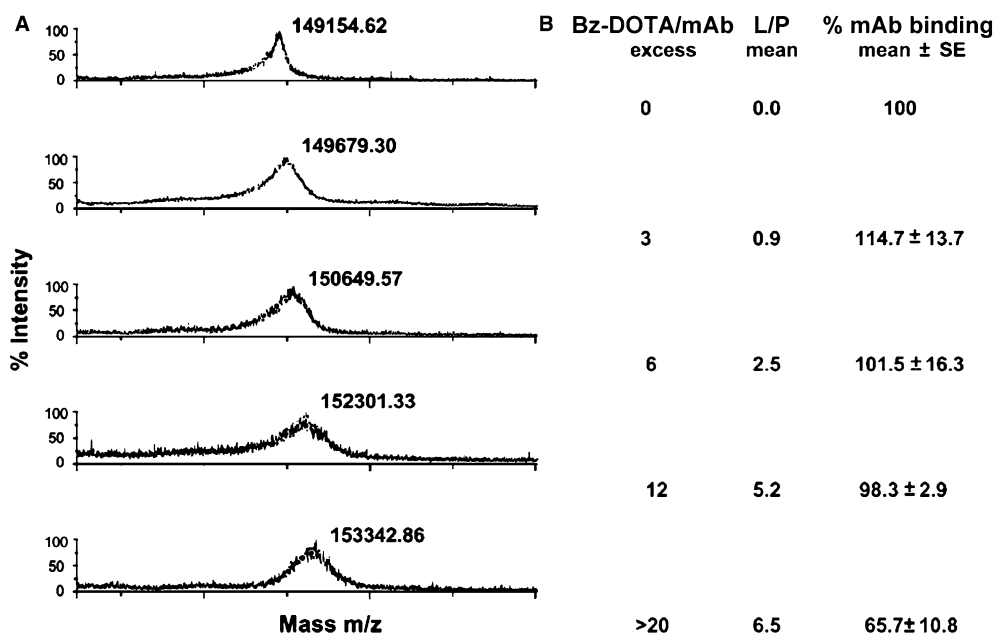 A
149154.62
100
50
0
149679.30
100
50
0
150649.57
100
50
0
152301.33
100
50
0
153342.86
100
50
0
% Intensity
Mass m/z
B Bz-DOTA/mAb L/P % mAb binding
excess mean mean ± SE
0 0.0 100
3 0.9 114.7 ± 13.7
6 2.5 101.5 ± 16.3
12 5.2 98.3 ± 2.9
>20 6.5 65.7± 10.8